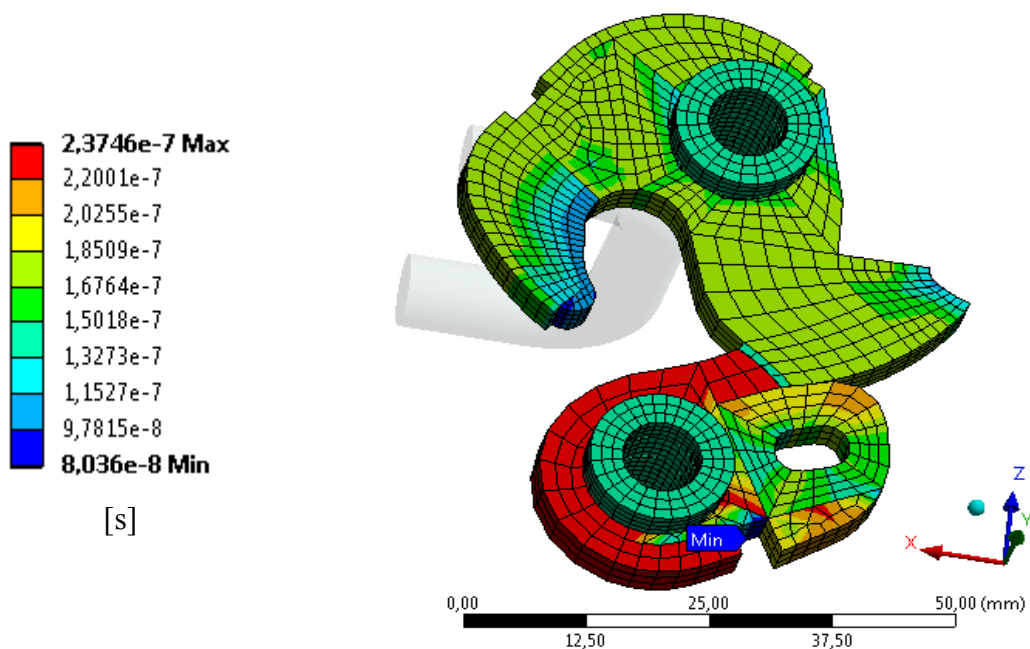 2,3746e-7 Max
2,2001e-7
2,0255e-7
1,8509e-7
1,6764e-7
1,5018e-7
1,3273e-7
1,1527e-7
9,7815e-8
8,036e-8 Min
[s]
Min
Z
Y
X
0,00 25,00 50,00 (mm)
12,50 37,50